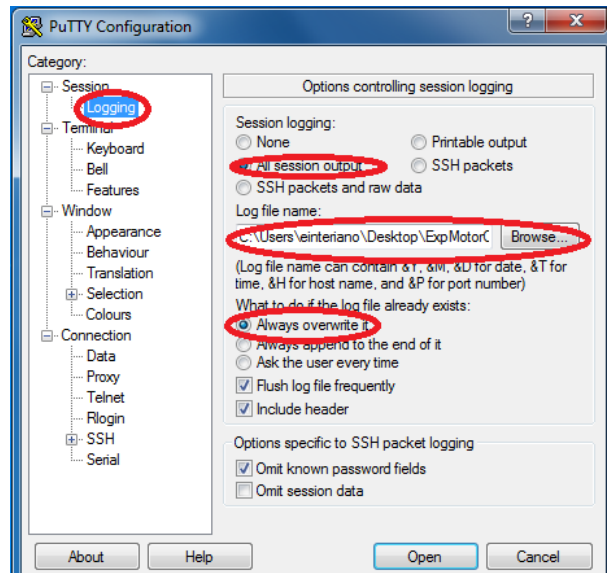 PuTTY Configuration
?
X
Category:
Session
Logging
Terminal
Keyboard
Bell
Features
Window
Appearance
Behaviour
Translation
Selection
Colours
Connection
Data
Proxy
Telnet
Rlogin
SSH
Serial
Options controlling session logging
Session logging:
None
Printable output
All session output
SSH packets
SSH packets and raw data
Log file name:
C:\Users\einteriano\Desktop\ExpMotorC
Browse...
(Log file name can contain &Y, &M, &D for date, &T for
time, &H for host name, and &P for port number)
What to do if the log file already exists:
Always overwrite it
Always append to the end of it
Ask the user every time
Flush log file frequently
Include header
Options specific to SSH packet logging
Omit known password fields
Omit session data
About
Help
Open
Cancel